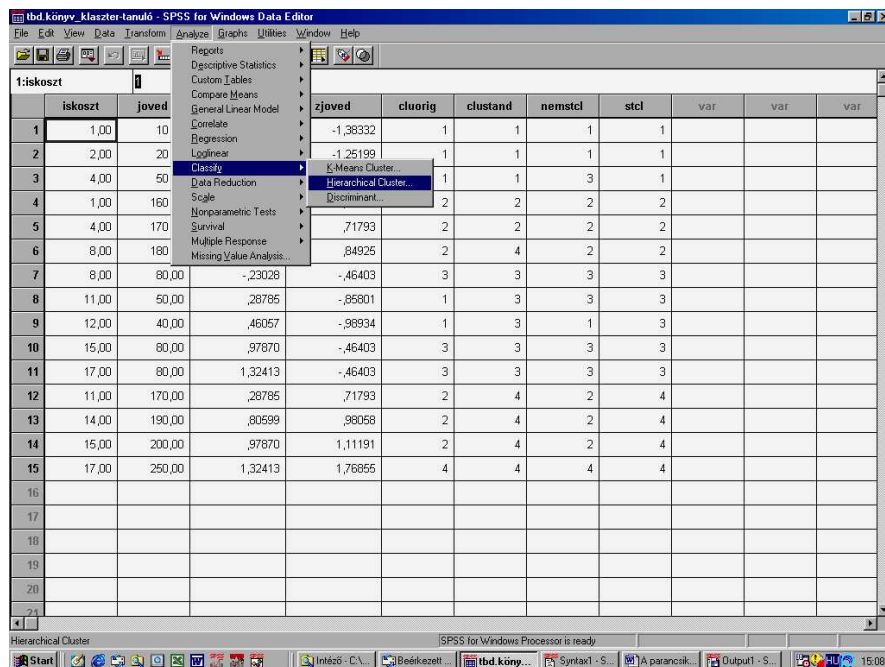 tbd.könyv_klaszter-tanuló - SPSS for Windows Data Editor
File Edit View Data Transform Analyze Graphs Utilities Window Help
1:iskoszt 1
Reports
Descriptive Statistics
Custom Tables
Compare Means
General Linear Model
Correlate
Regression
Loglinear
Classify
Data Reduction
Scale
Nonparametric Tests
Survival
Multiple Response
Missing Value Analysis...
K-Means Cluster...
Hierarchical Cluster...
Discriminant...
iskoszt joved zjoved cluorig clustand nemstcl stcl var var var
1 1,00 10 -1,38332 1 1 1 1
2 2,00 20 -1,25199 1 1 1 1
3 4,00 50 1 1 3 1
4 1,00 160 2 2 2 2
5 4,00 170 ,71793 2 2 2 2
6 8,00 180 ,84925 2 4 2 2
7 8,00 80,00 -,23028 -,46403 3 3 3 3
8 11,00 50,00 ,28785 -,85801 1 3 3 3
9 12,00 40,00 ,46057 -,98934 1 3 1 3
10 15,00 80,00 ,97870 -,46403 3 3 3 3
11 17,00 80,00 1,32413 -,46403 3 3 3 3
12 11,00 170,00 ,28785 ,71793 2 4 2 4
13 14,00 190,00 ,80599 ,98058 2 4 2 4
14 15,00 200,00 ,97870 1,11191 2 4 2 4
15 17,00 250,00 1,32413 1,76855 4 4 4 4
16
17
18
19
20
21
Hierarchical Cluster SPSS for Windows Processor is ready
Start Intéző - C:\... Beérkezett ... tbd.köny... Syntax1 - S... A parancsik... Output1 - S... HU 15:08